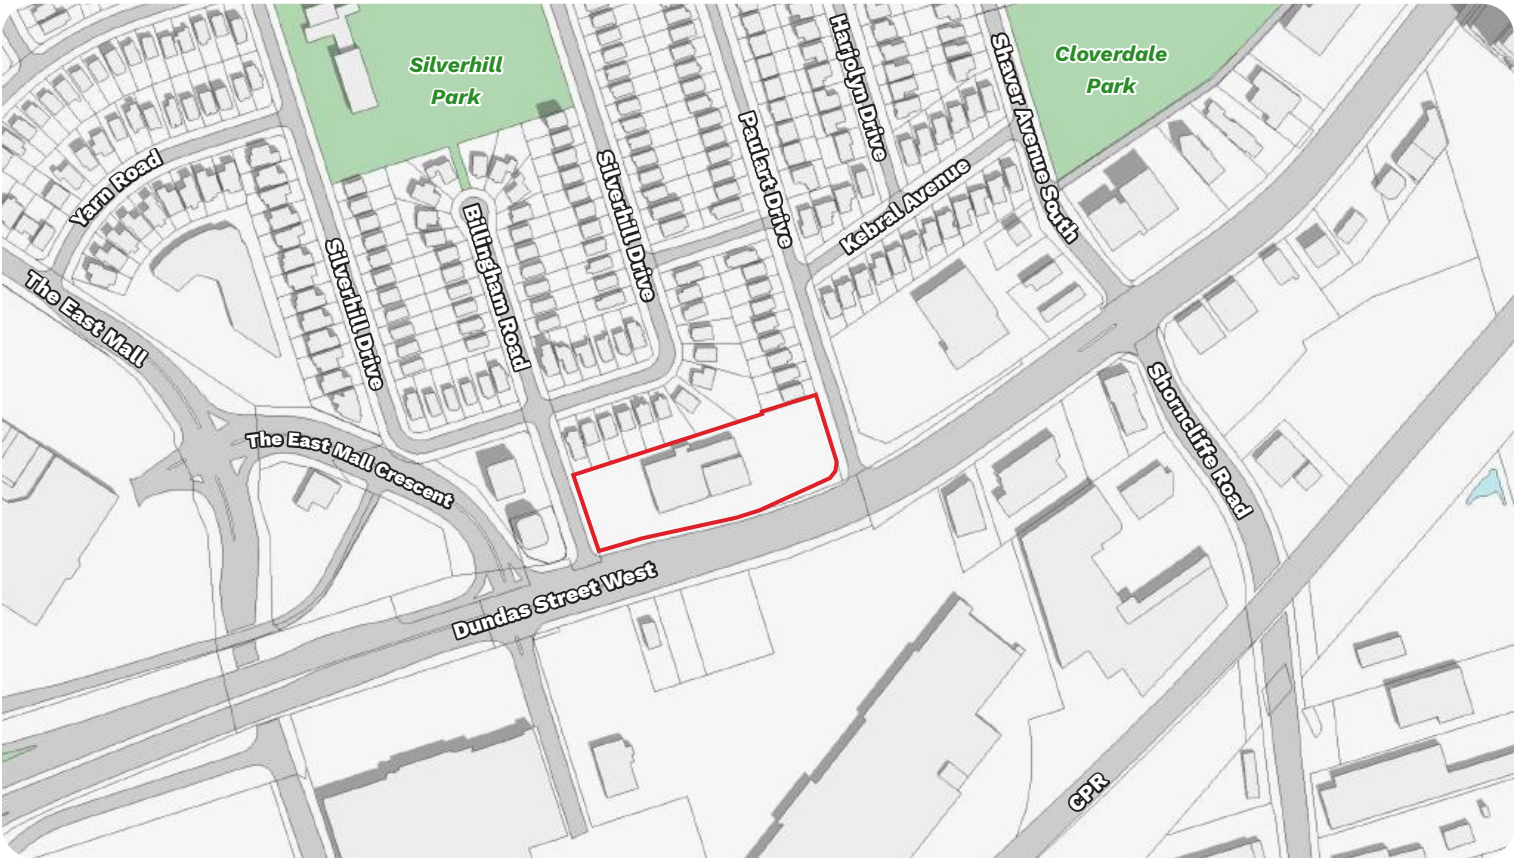 Silverhill
Park
Harjolyn Drive
Shaver Avenue South
Cloverdale
Park
Yarn Road
Silverhill Drive
Paulart Drive
Kebral Avenue
Billingham Road
Silverhill Drive
The East Mall
The East Mall Crescent
Shorncliffe Road
Dundas Street West
CPR